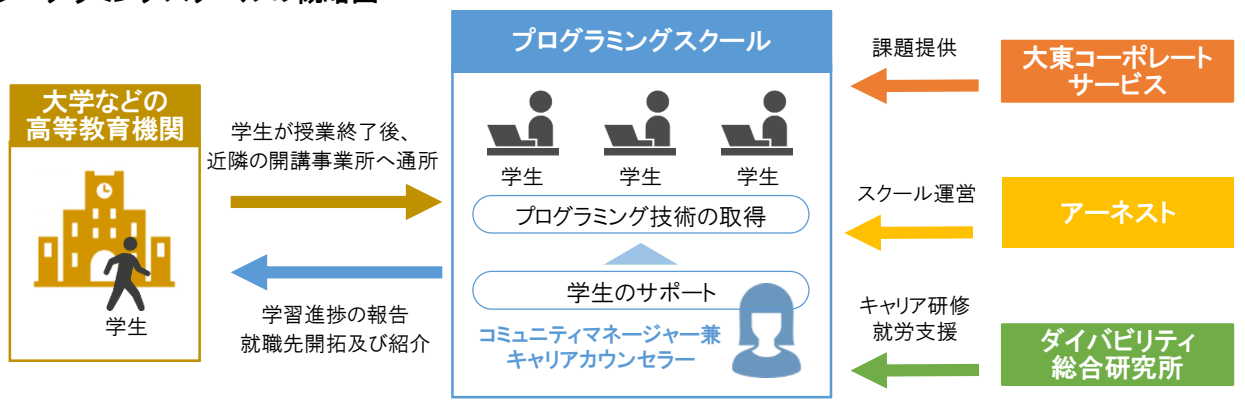 プログラミングスクール
大学などの
高等教育機関
学生
学生が授業終了後、
近隣の開講事業所へ通所
学習進捗の報告
就職先開拓及び紹介
学生
学生
学生
プログラミング技術の取得
学生のサポート
コミュニティマネージャー兼
キャリアカウンセラー
課題提供
大東コーポレート
サービス
スクール運営
アーネスト
キャリア研修
就労支援
ダイバビリティ
総合研究所